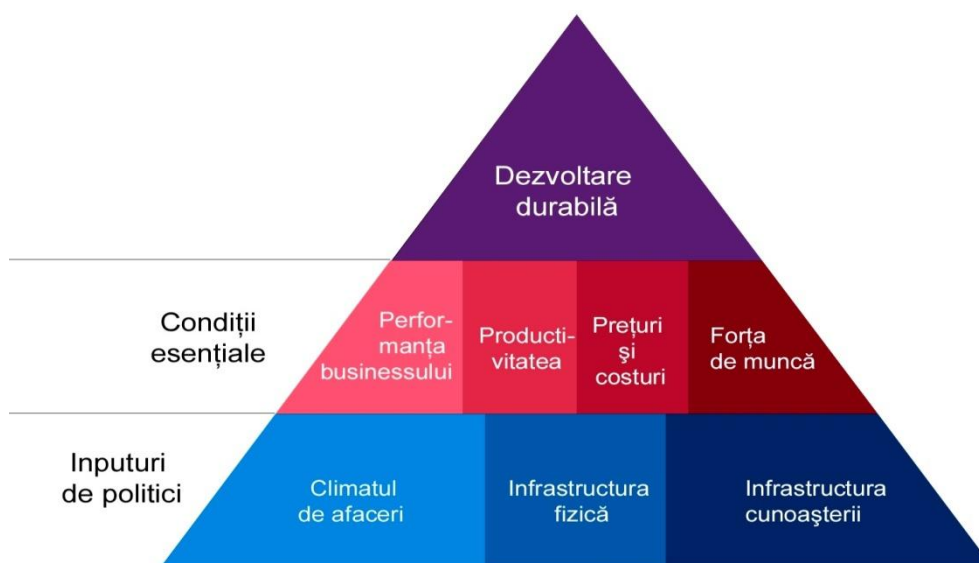 Dezvoltare
durabilă
Condiții
esențiale
Perfor-
manța
businessului
Producti-
vitatea
Prețuri
și
costuri
Forța
de muncă
Inputuri
de politici
Climatul
de afaceri
Infrastructura
fizică
Infrastructura
cunoaşterii